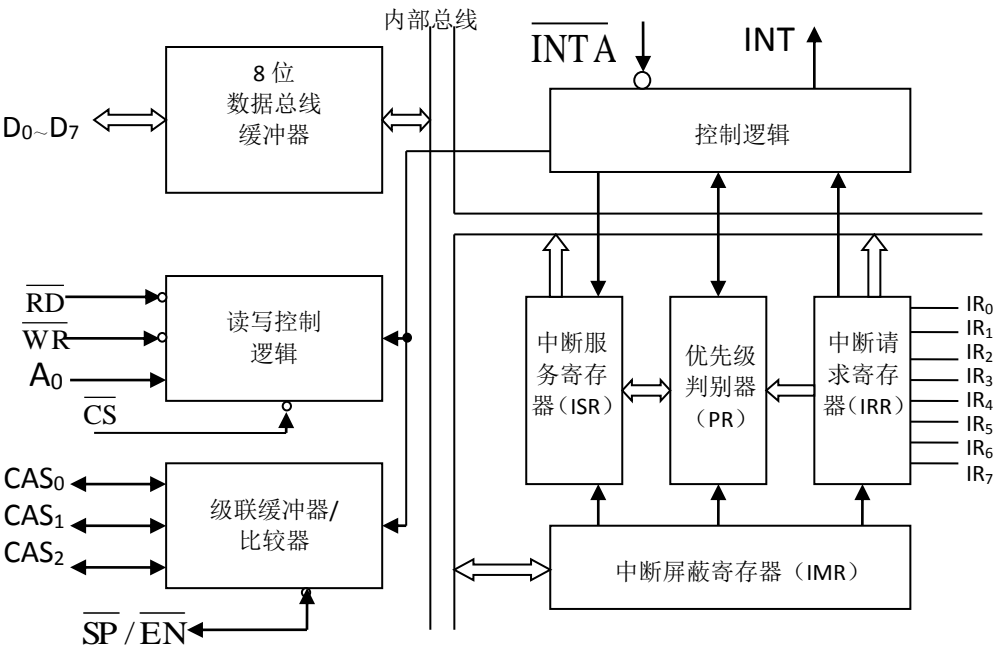 内部总线
8 位
数据总线
缓冲器
D₀~D₇
INTA
INT
控制逻辑
RD
WR
A₀
CS
读写控制
逻辑
中断服
务寄存
器（ISR）
优先级
判别器
（PR）
中断请
求寄存
器（IRR）
IR₀
IR₁
IR₂
IR₃
IR₄
IR₅
IR₆
IR₇
CAS₀
CAS₁
CAS₂
级联缓冲器/
比较器
SP / EN
中断屏蔽寄存器（IMR）